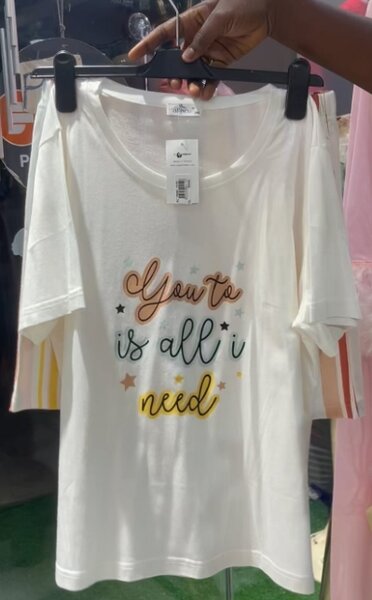 You to
is all i
need